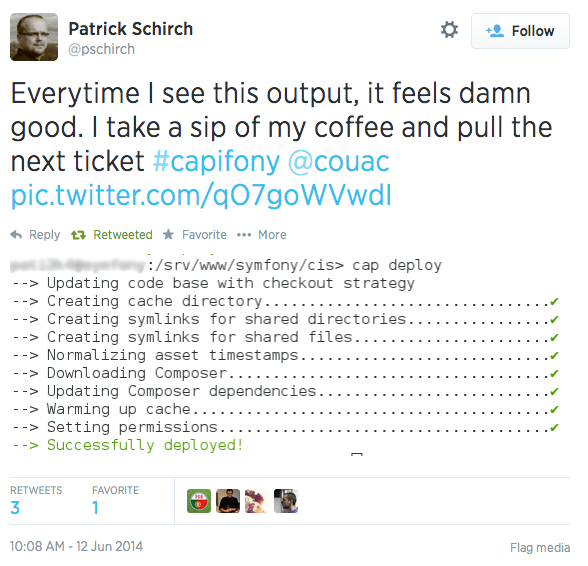 Patrick Schirch
@pschirch
Follow
Everytime I see this output, it feels damn
good. I take a sip of my coffee and pull the
next ticket #capifony @couac
pic.twitter.com/qO7goWVwdI
Reply Retweeted Favorite More
:/srv/www/symfony/cis> cap deploy
--> Updating code base with checkout strategy
--> Creating cache directory................................✔
--> Creating symlinks for shared directories................✔
--> Creating symlinks for shared files......................✔
--> Normalizing asset timestamps............................✔
--> Downloading Composer....................................✔
--> Updating Composer dependencies..........................✔
--> Warming up cache........................................✔
--> Setting permissions.....................................✔
--> Successfully deployed!
RETWEETS FAVORITE
3 1
10:08 AM - 12 Jun 2014 Flag media